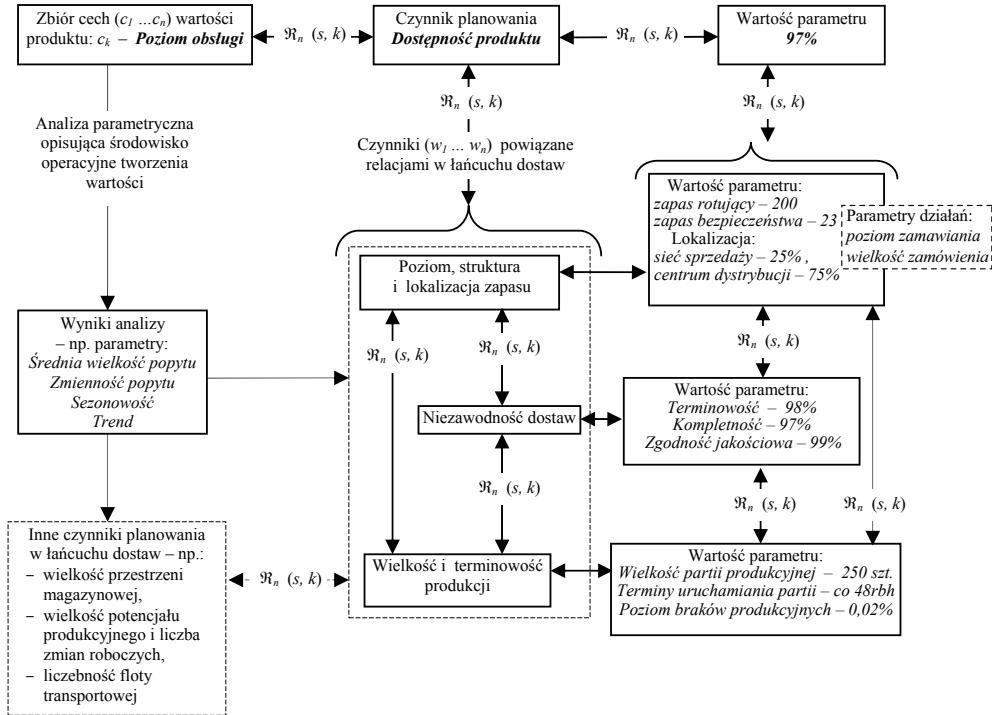 Zbiór cech (c1 ...cn) wartości
produktu: ck – Poziom obsługi
ℜn (s, k)
Czynnik planowania
Dostępność produktu
ℜn (s, k)
Wartość parametru
97%
ℜn (s, k)
ℜn (s, k)
Analiza parametryczna
opisująca środowisko
operacyjne tworzenia
wartości
Czynniki (w1 ... wn) powiązane
relacjami w łańcuchu dostaw
Wartość parametru:
zapas rotujący – 200
zapas bezpieczeństwa – 23
Lokalizacja:
sieć sprzedaży – 25% ,
centrum dystrybucji – 75%
Parametry działań:
poziom zamawiania
wielkość zamówienia
Poziom, struktura
i lokalizacja zapasu
Wyniki analizy
– np. parametry:
Średnia wielkość popytu
Zmienność popytu
Sezonowość
Trend
ℜn (s, k)
ℜn (s, k)
ℜn (s, k)
Niezawodność dostaw
Wartość parametru:
Terminowość – 98%
Kompletność – 97%
Zgodność jakościowa – 99%
ℜn (s, k)
ℜn (s, k)
ℜn (s, k)
Inne czynniki planowania
w łańcuchu dostaw – np.:
– wielkość przestrzeni
magazynowej,
– wielkość potencjału
produkcyjnego i liczba
zmian roboczych,
– liczebność floty
transportowej
ℜn (s, k)
Wielkość i terminowość
produkcji
Wartość parametru:
Wielkość partii produkcyjnej – 250 szt.
Terminy uruchamiania partii – co 48rbh
Poziom braków produkcyjnych – 0,02%